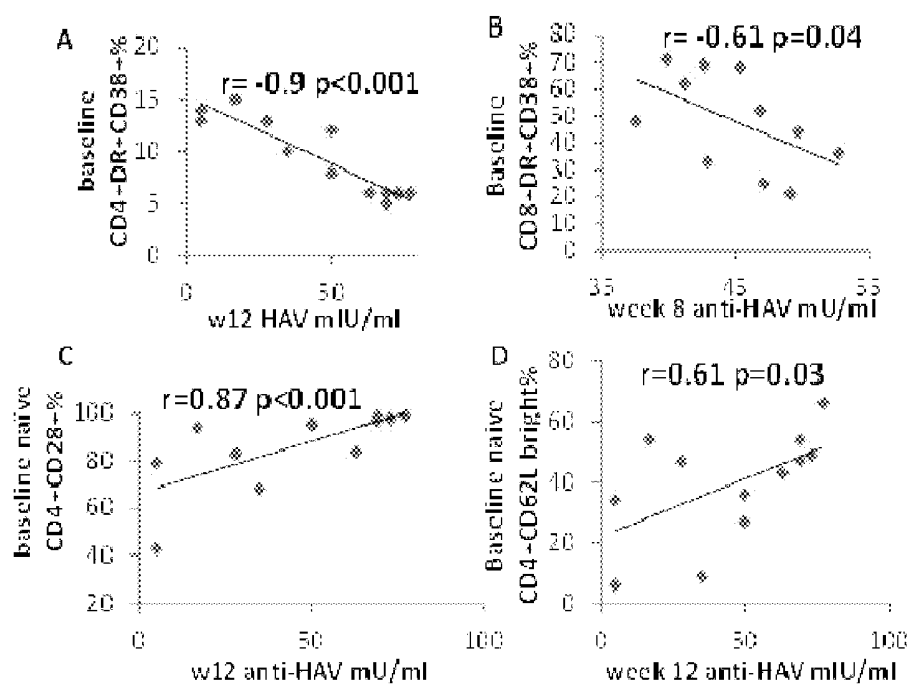 A
r= -0.9 p<0.001
baseline
CD4+DR+CD38+%
20
15
10
5
0
0
50
w12 HAV mIU/ml
B
r= -0.61 p=0.04
Baseline
CD8+DR+CD38+%
80
70
60
50
40
30
20
10
0
35
45
55
week 8 anti-HAV mU/ml
C
r=0.87 p<0.001
baseline naïve
CD4+CD28+%
100
80
60
40
20
0
50
100
w12 anti-HAV mU/ml
D
r=0.61 p=0.03
Baseline naive
CD4+CD62L bright%
80
60
40
20
0
0
50
100
week 12 anti-HAV mIU/ml